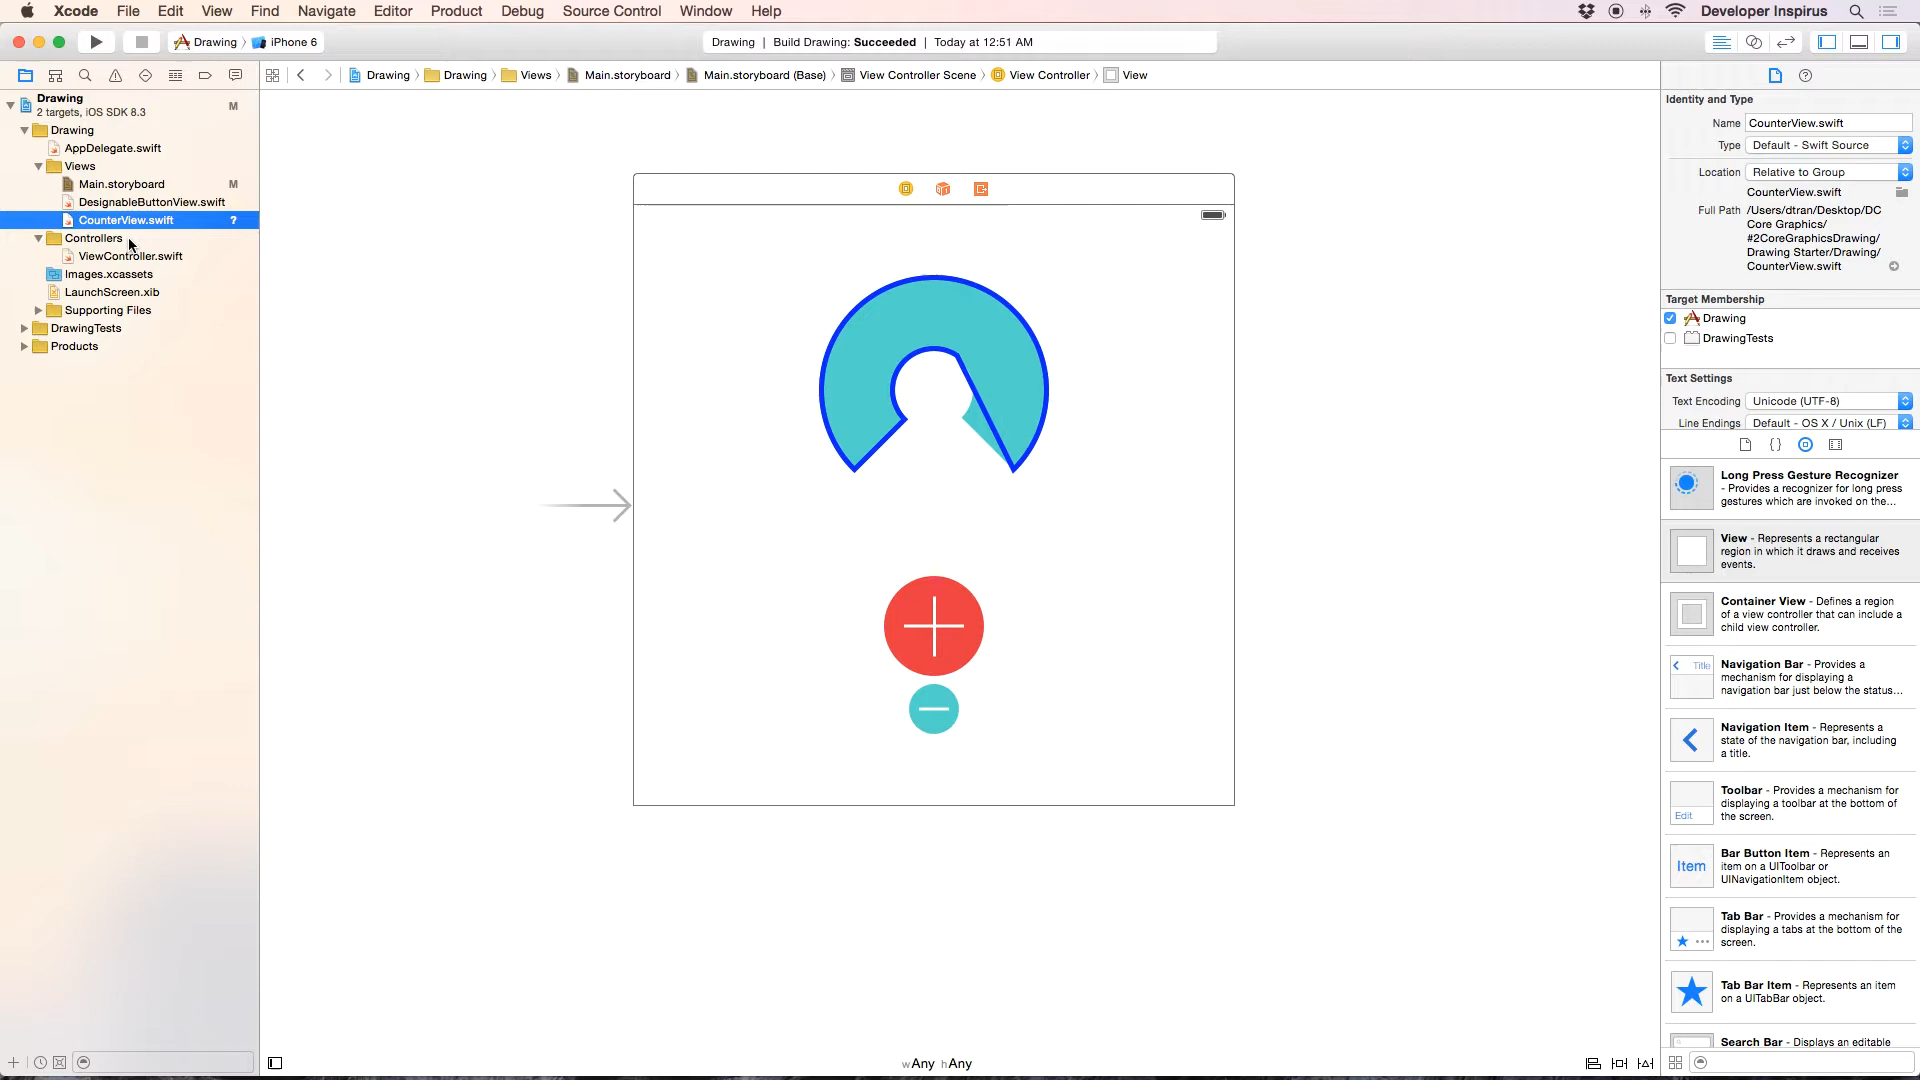 Xcode File Edit View Find Navigate Editor Product Debug Source Control Window Help
Developer Inspirus
Drawing iPhone 6
Drawing | Build Drawing: Succeeded | Today at 12:51 AM
Drawing Drawing Views Main.storyboard Main.storyboard (Base) View Controller Scene View Controller View
Drawing M
2 targets, iOS SDK 8.3
Drawing
AppDelegate.swift
Views
Main.storyboard M
DesignableButtonView.swift
CounterView.swift ?
Controllers
ViewController.swift
Images.xcassets
LaunchScreen.xib
Supporting Files
DrawingTests
Products
wAny hAny
Identity and Type
Name CounterView.swift
Type Default - Swift Source
Location Relative to Group
CounterView.swift
Full Path /Users/dtran/Desktop/DC
Core Graphics/
#2CoreGraphicsDrawing/
Drawing Starter/Drawing/
CounterView.swift
Target Membership
Drawing
DrawingTests
Text Settings
Text Encoding Unicode (UTF-8)
Line Endings Default - OS X / Unix (LF)
{ }
Long Press Gesture Recognizer
- Provides a recognizer for long press
gestures which are invoked on the...
View - Represents a rectangular
region in which it draws and receives
events.
Container View - Defines a region
of a view controller that can include a
child view controller.
Title
Navigation Bar - Provides a
mechanism for displaying a
navigation bar just below the status...
Navigation Item - Represents a
state of the navigation bar, including
a title.
Edit
Toolbar - Provides a mechanism for
displaying a toolbar at the bottom of
the screen.
Item
Bar Button Item - Represents an
item on a UIToolbar or
UINavigationItem object.
Tab Bar - Provides a mechanism for
displaying a tabs at the bottom of the
screen.
Tab Bar Item - Represents an item
on a UITabBar object.
Search Bar - Displays an editable